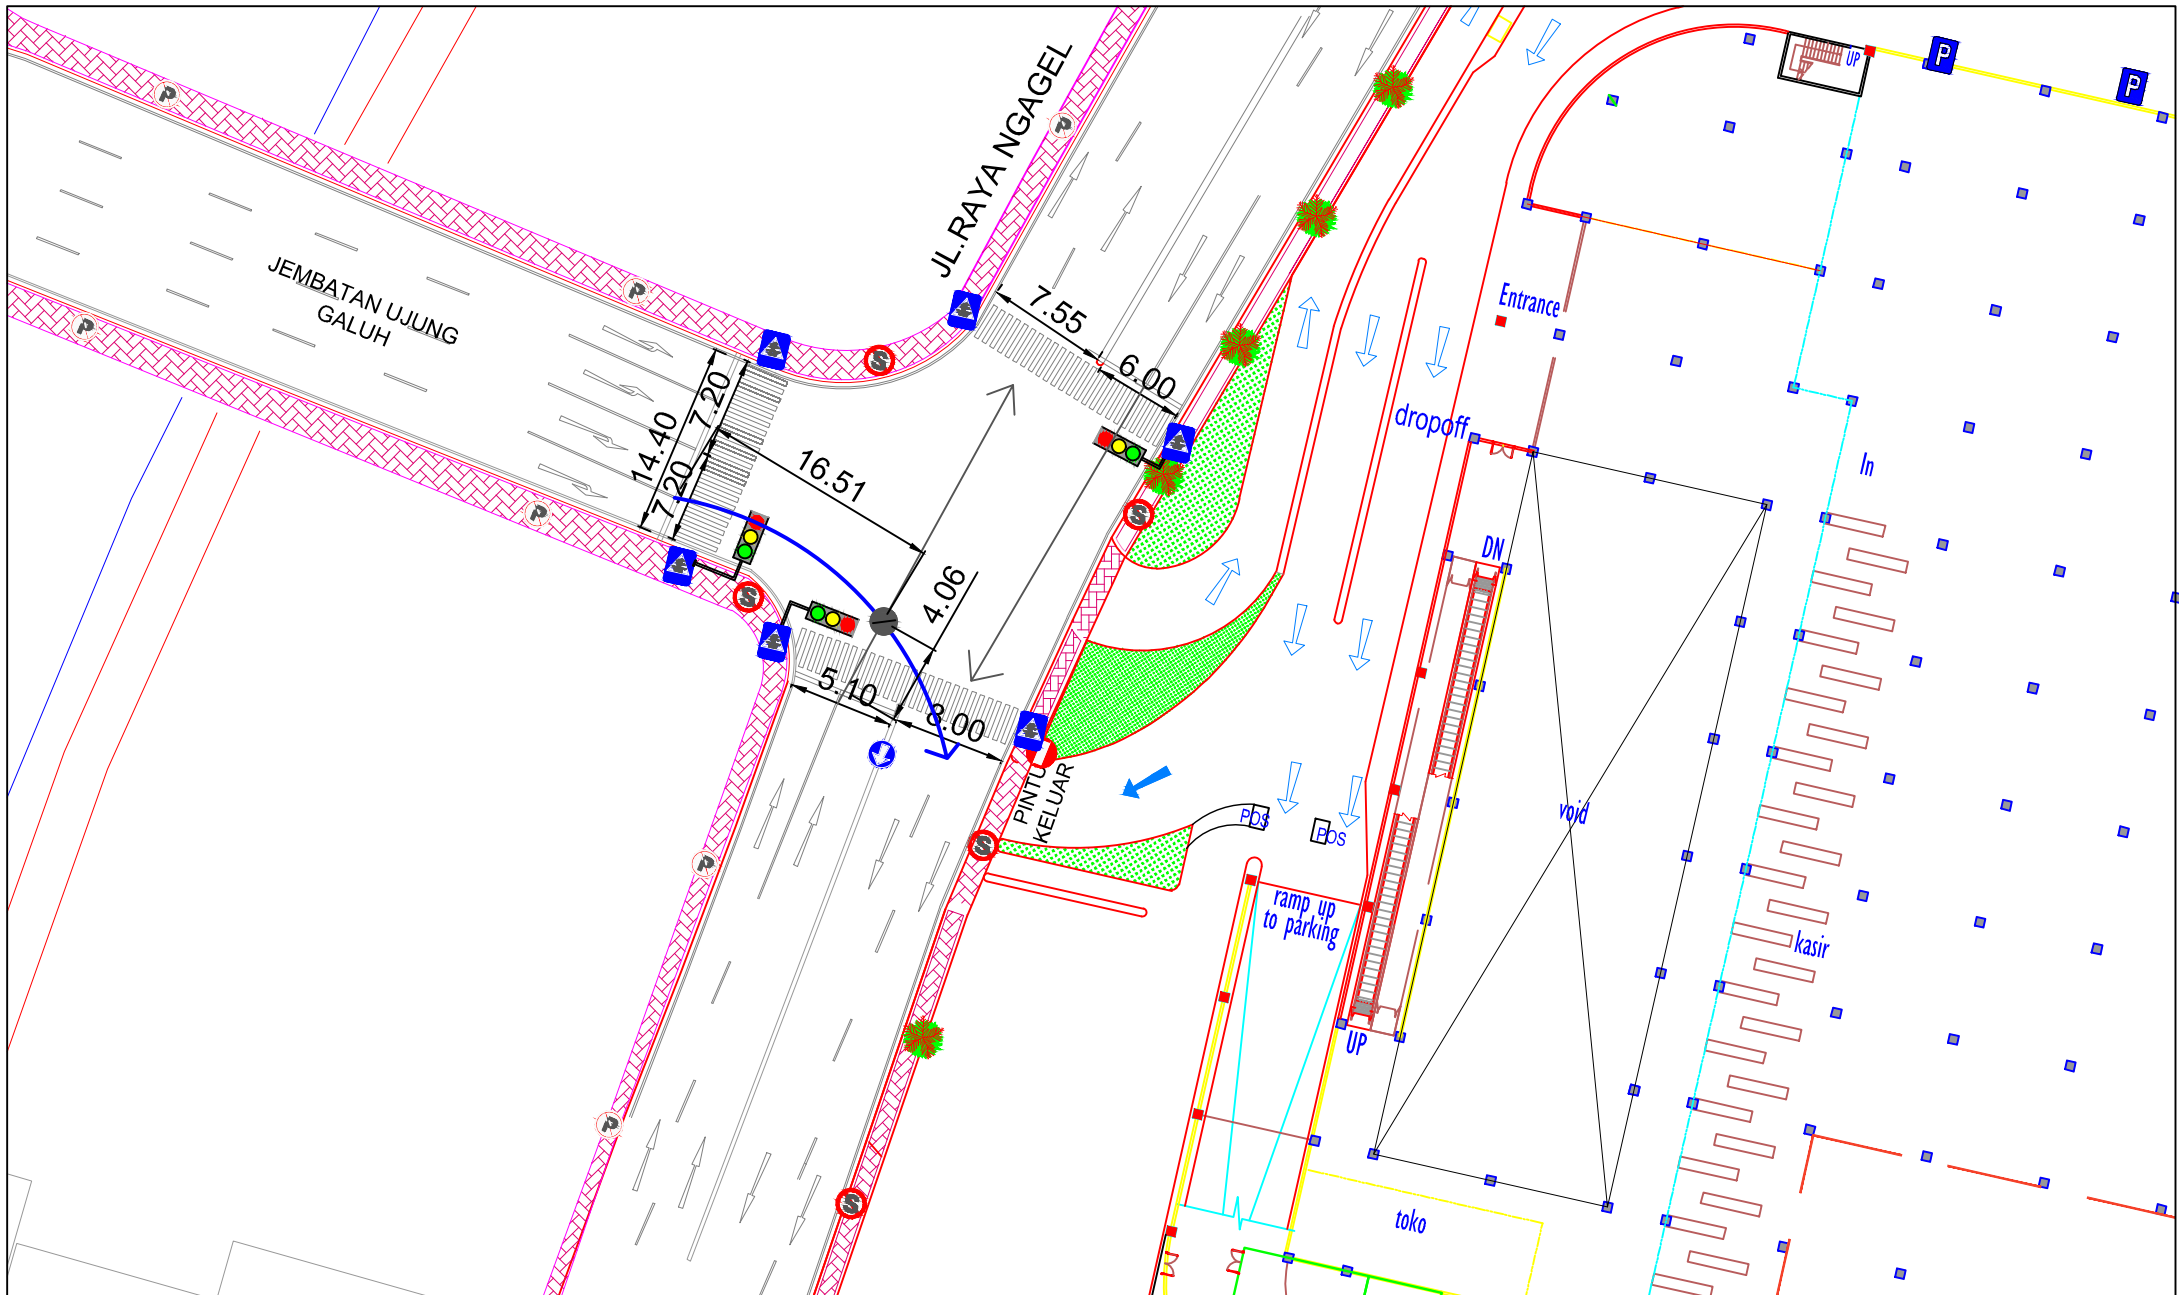 JL.RAYA NGAGEL
JEMBATAN UJUNG
GALUH
P
P
P
P
P
P
P
P
P
S
S
S
S
S
7.55
6.00
14.40
7.20
7.20
16.51
4.06
5.10
8.00
PINTU
KELUAR
POS
POS
ramp up
to parking
UP
Entrance
dropoff
DN
UP
void
In
kasir
toko